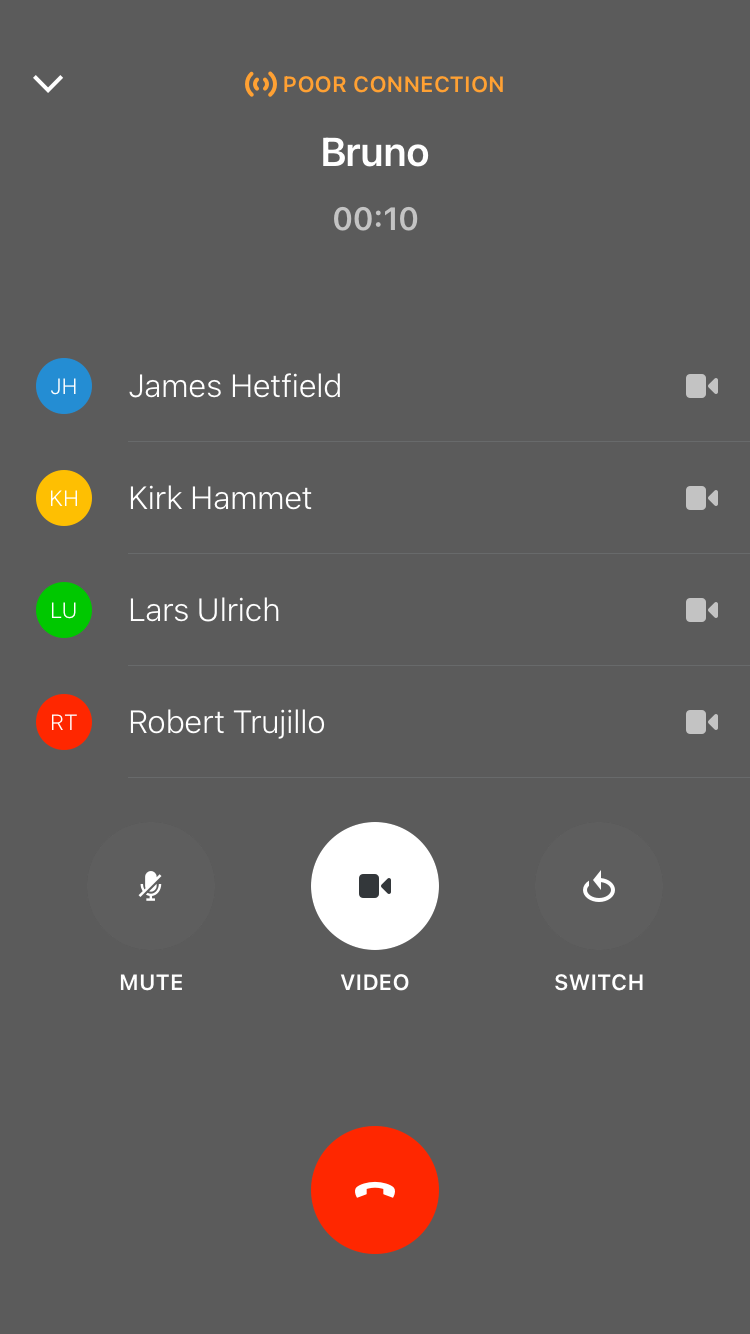 POOR CONNECTION
Bruno
00:10
JH James Hetfield
KH Kirk Hammet
LU Lars Ulrich
RT Robert Trujillo
MUTE VIDEO SWITCH